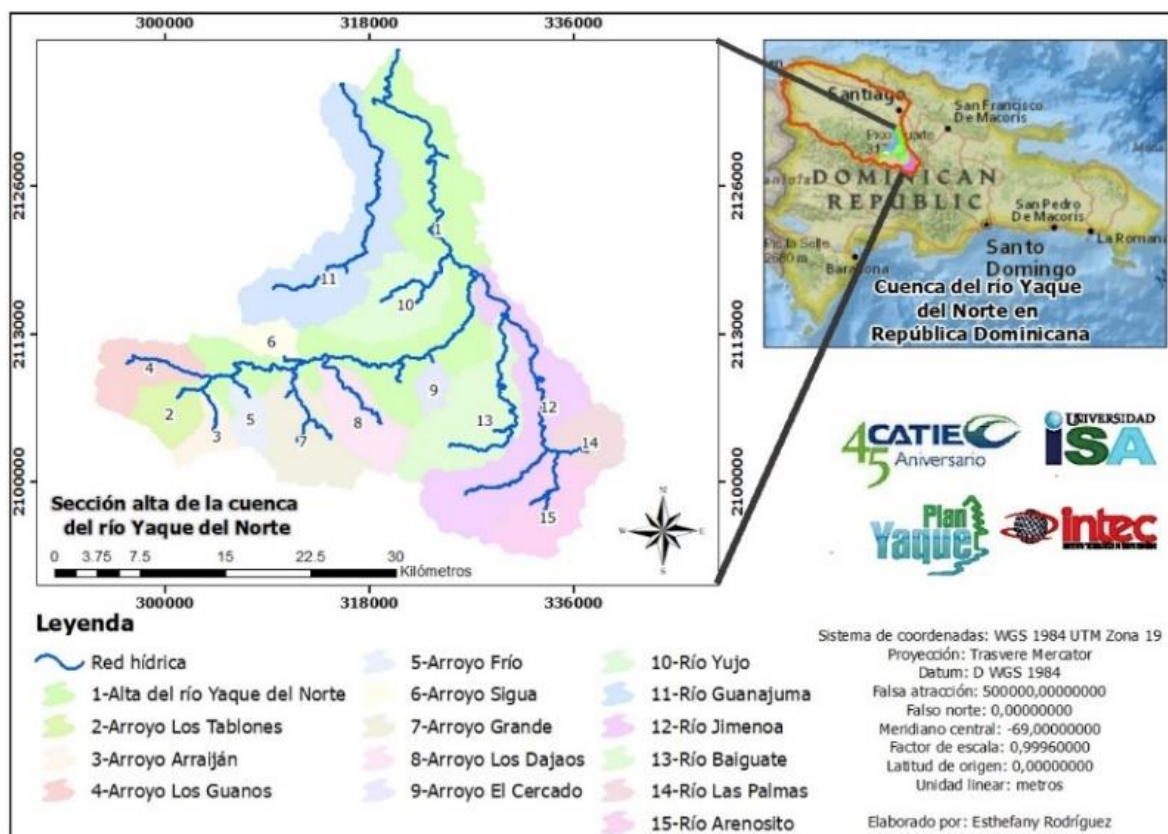 300000 318000 336000
2126000
2113000
2100000
2126000
2113000
2100000
1
11
10
6
4
2
3
5
7
8
9
13
12
14
15
Sección alta de la cuenca
del río Yaque del Norte
0 3.75 7.5 15 22.5 30
Kilómetros
N
W E
S
300000 318000 336000
Santiago
San Francisco
De Macorís
DOMINICAN
REPUBLIC
San Pedro
De Macoris
La Romana
Santo
Domingo
2680 m
Cuenca del río Yaque
del Norte en
República Dominicana
45 CATIE
Aniversario
UNIVERSIDAD
ISA
Plan
Yaque
intec
Leyenda
Red hídrica
1-Alta del río Yaque del Norte
2-Arroyo Los Tablones
3-Arroyo Arraiján
4-Arroyo Los Guanos
5-Arroyo Frío
6-Arroyo Sigua
7-Arroyo Grande
8-Arroyo Los Dajaos
9-Arroyo El Cercado
10-Río Yujo
11-Río Guanajuma
12-Río Jimenoa
13-Río Baiguate
14-Río Las Palmas
15-Río Arenosito
Sistema de coordenadas: WGS 1984 UTM Zona 19
Proyección: Trasvere Mercator
Datum: D WGS 1984
Falsa atracción: 500000,00000000
Falso norte: 0,00000000
Meridiano central: -69,00000000
Factor de escala: 0,99960000
Latitud de origen: 0,00000000
Unidad linear: metros
Elaborado por: Esthefany Rodríguez